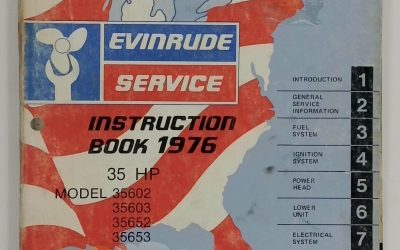 EVINRUDE
SERVICE
INSTRUCTION
BOOK 1976
35 HP
MODEL 35602
35603
35652
35653
INTRODUCTION 1
GENERAL
SERVICE
INFORMATION 2
FUEL
SYSTEM 3
IGNITION
SYSTEM 4
POWER
HEAD 5
LOWER
UNIT 6
ELECTRICAL
SYSTEM 7